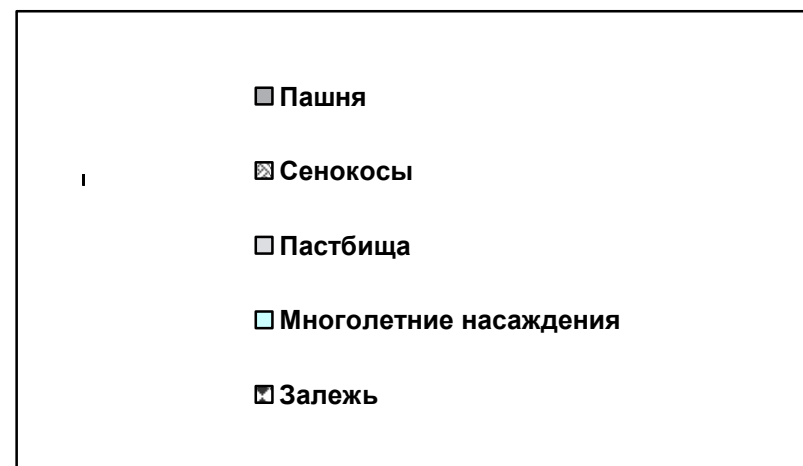 Пашня
Сенокосы
Пастбища
Многолетние насаждения
Залежь